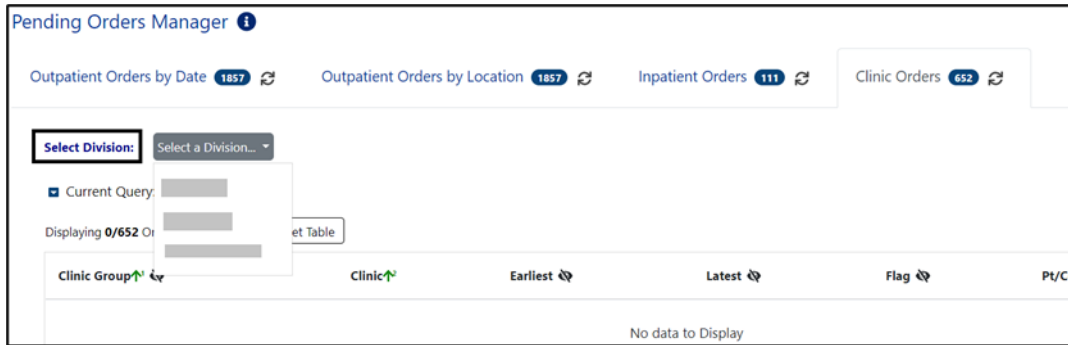 Pending Orders Manager
Outpatient Orders by Date 1857 Outpatient Orders by Location 1857 Inpatient Orders 111 Clinic Orders 652
Select Division: Select a Division...
Current Query:
Displaying 0/652 Or et Table
Clinic Group Clinic Earliest Latest Flag Pt/C
No data to Display